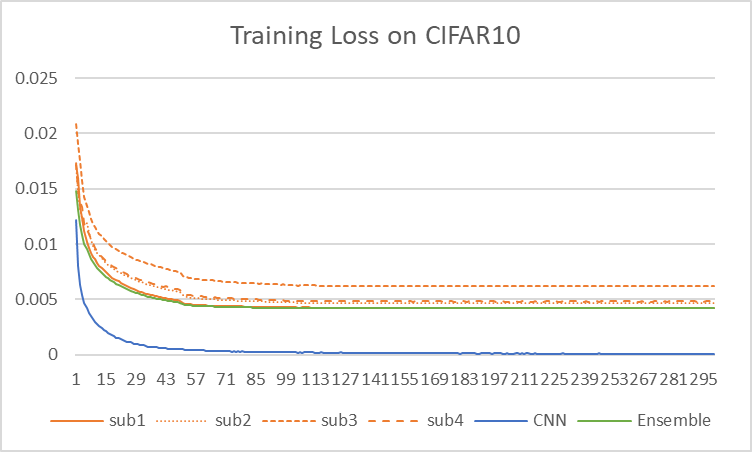 Training Loss on CIFAR10
0.025
0.02
0.015
0.01
0.005
0
1 15 29 43 57 71 85 99 113 127 141 155 169 183 197 211 225 239 253 267 281 295
sub1 sub2 sub3 sub4 CNN Ensemble